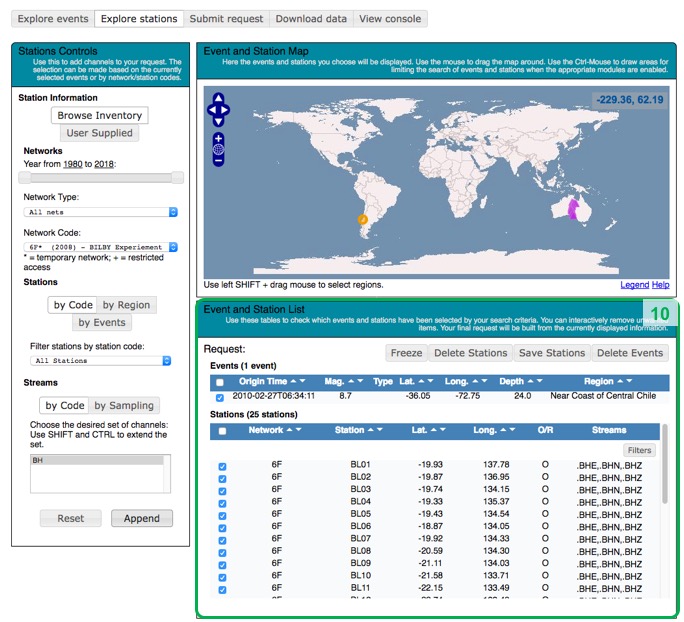 Explore events Explore stations Submit request Download data View console
Stations Controls
Use this to add channels to your request. The
selection can be made based on the currently
selected events or by network/station codes.
Station Information
Browse Inventory
User Supplied
Networks
Year from 1980 to 2018:
Network Type:
All nets
Network Code:
6F* (2008) - BILBY Experiement
* = temporary network; + = restricted
access
Stations
by Code by Region
by Events
Filter stations by station code:
All Stations
Streams
by Code by Sampling
Choose the desired set of channels:
Use SHIFT and CTRL to extend the
set.
BH
Reset Append
Event and Station Map
Here the events and stations you choose will be displayed. Use the mouse to drag the map around. Use the Ctrl-Mouse to draw areas for
limiting the search of events and stations when the appropriate modules are enabled.
-229.36, 62.19
Use left SHIFT + drag mouse to select regions. Legend Help
Event and Station List
10
Use these tables to check which events and stations have been selected by your search criteria. You can interactively remove
items. Your final request will be built from the currently displayed information.
Request: Freeze Delete Stations Save Stations Delete Events
Events (1 event)
Origin Time Mag. Type Lat. Long. Depth Region
2010-02-27T06:34:11 8.7 -36.05 -72.75 24.0 Near Coast of Central Chile
Stations (25 stations)
Network Station Lat. Long. O/R Streams
Filters
6F BL01 -19.93 137.78 O .BHE,.BHN,.BHZ
6F BL02 -19.87 136.95 O .BHE,.BHN,.BHZ
6F BL03 -19.74 134.15 O .BHE,.BHN,.BHZ
6F BL04 -19.33 135.37 O .BHE,.BHN,.BHZ
6F BL05 -19.43 134.54 O .BHE,.BHN,.BHZ
6F BL06 -18.87 134.05 O .BHE,.BHN,.BHZ
6F BL07 -19.92 134.33 O .BHE,.BHN,.BHZ
6F BL08 -20.59 134.30 O .BHE,.BHN,.BHZ
6F BL09 -21.11 134.03 O .BHE,.BHN,.BHZ
6F BL10 -21.58 133.71 O .BHE,.BHN,.BHZ
6F BL11 -22.15 133.49 O .BHE,.BHN,.BHZ